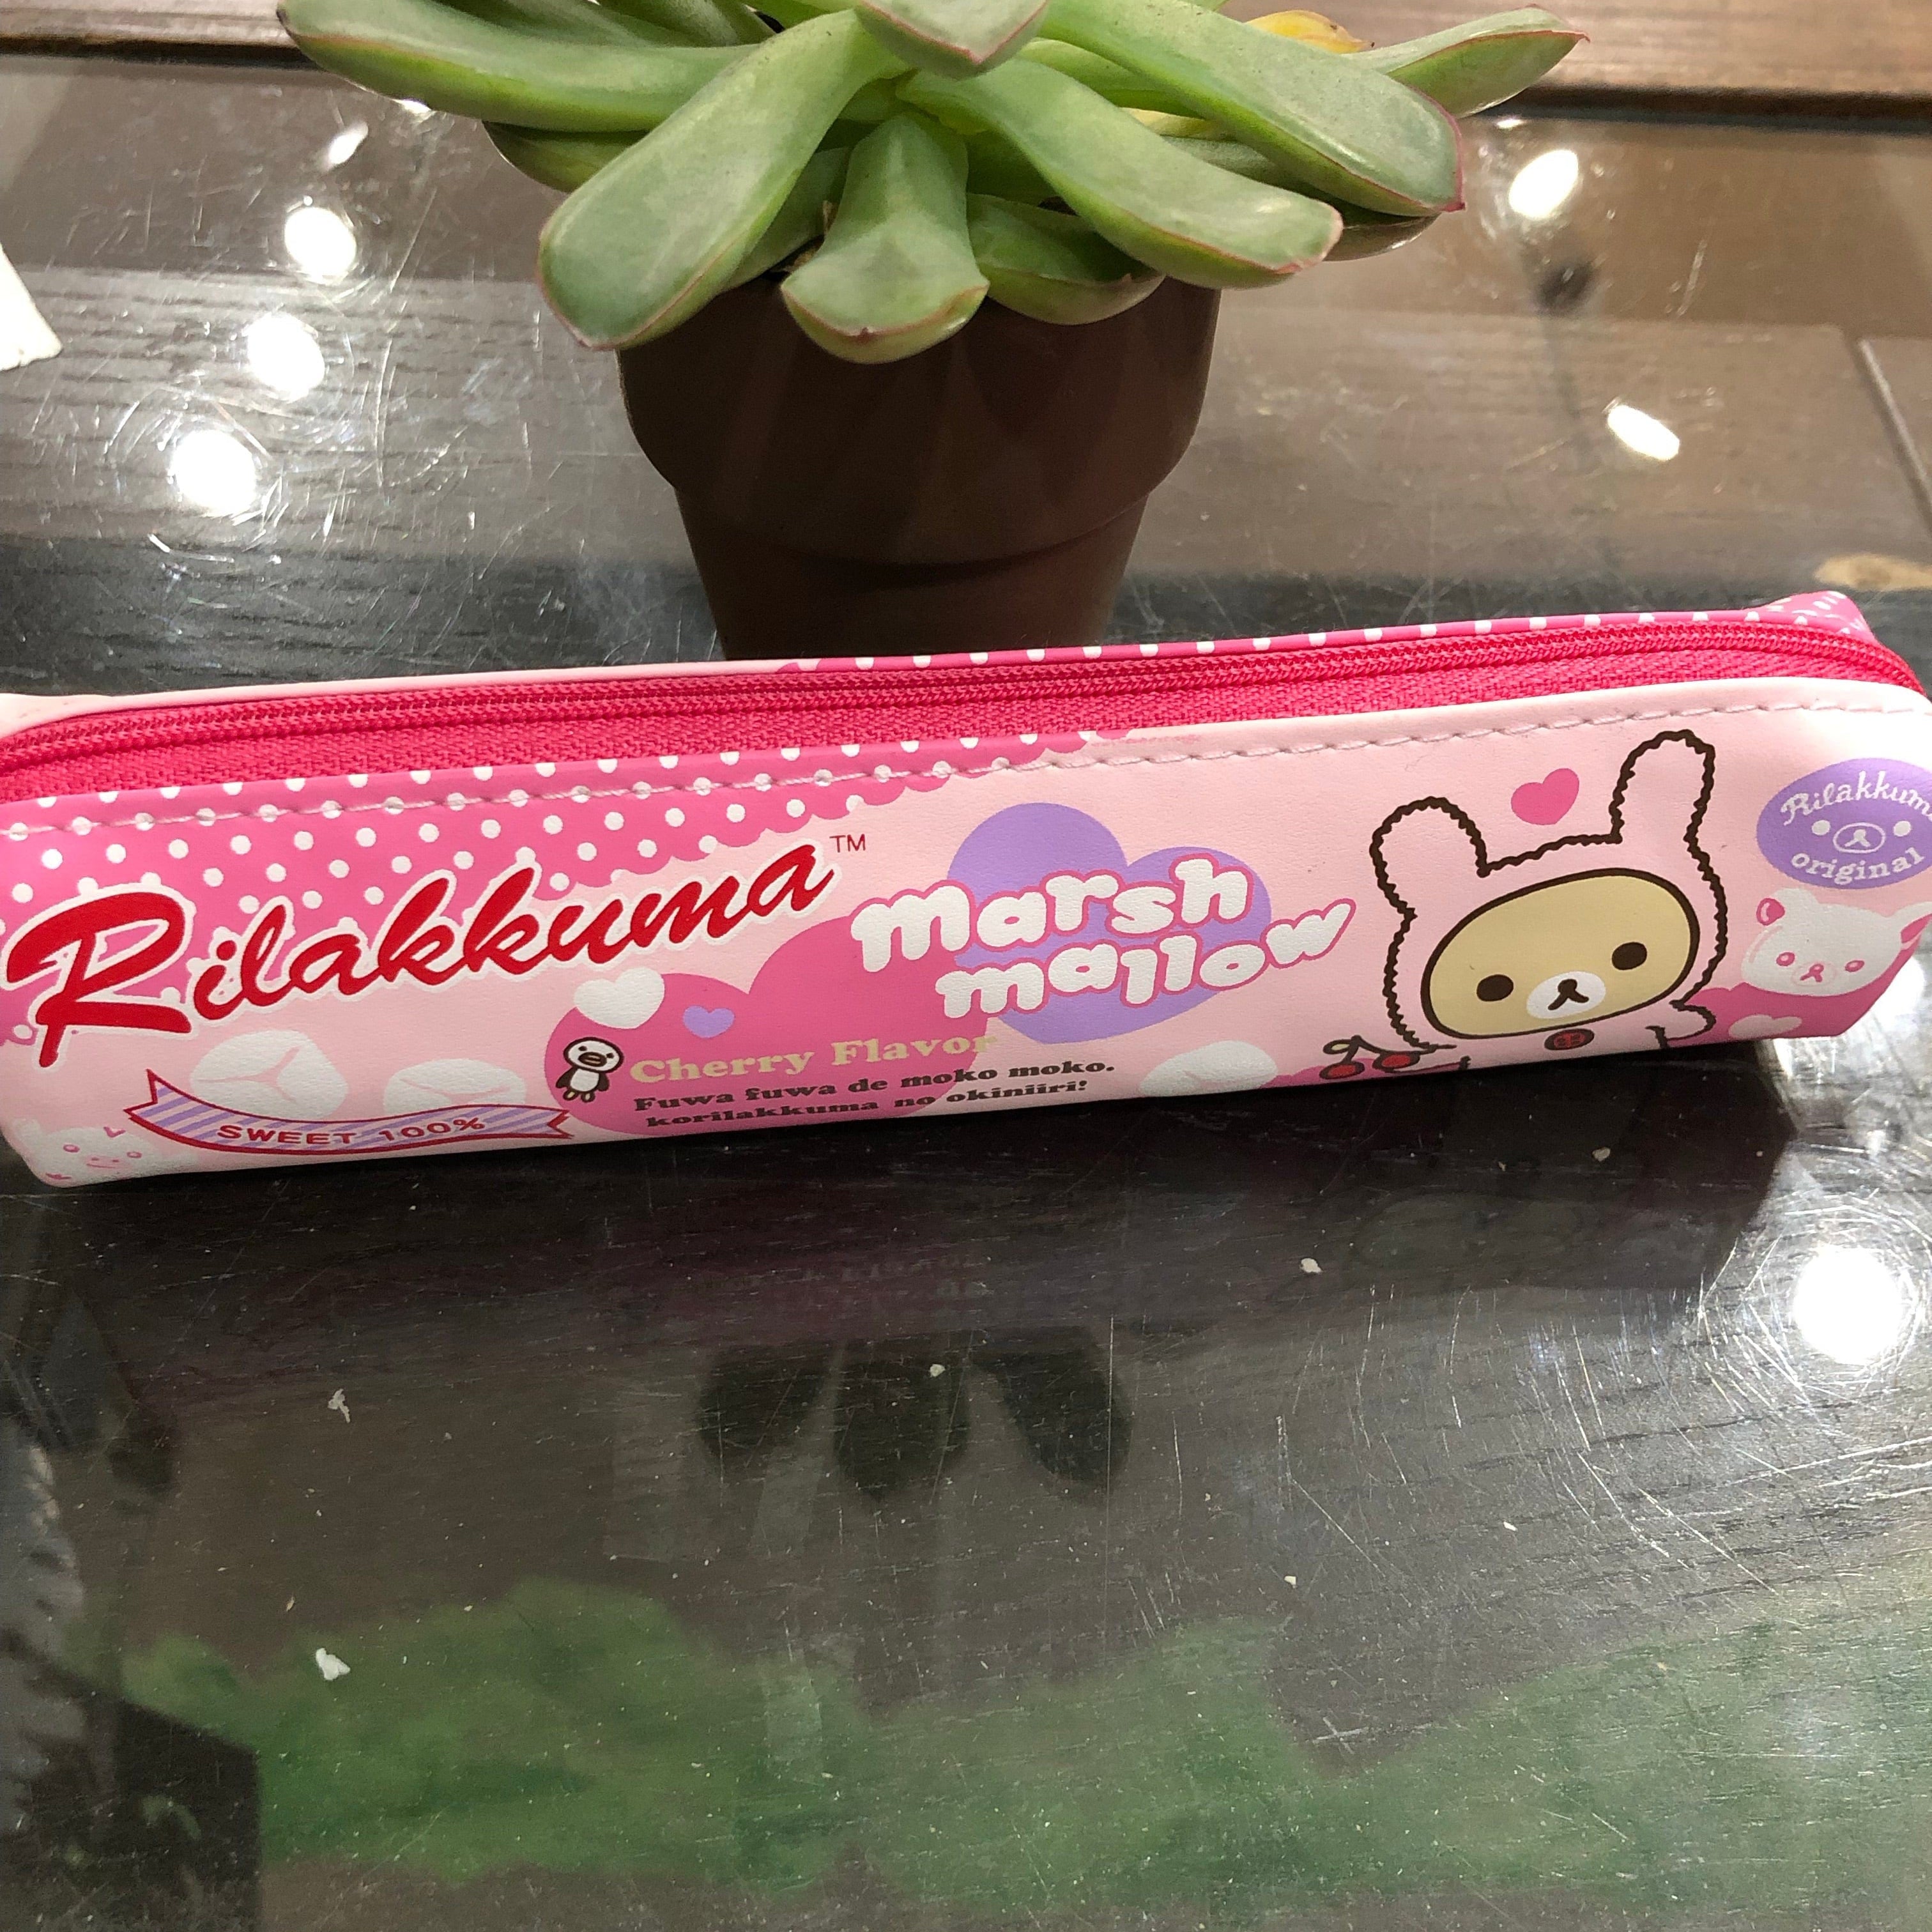 Rilakkuma™
Marsh
mallow
Cherry Flavor
Fuwa fuwa de moko moko.
korilakkuma no okiniiri!
SWEET 100%
Rilakkuma
original